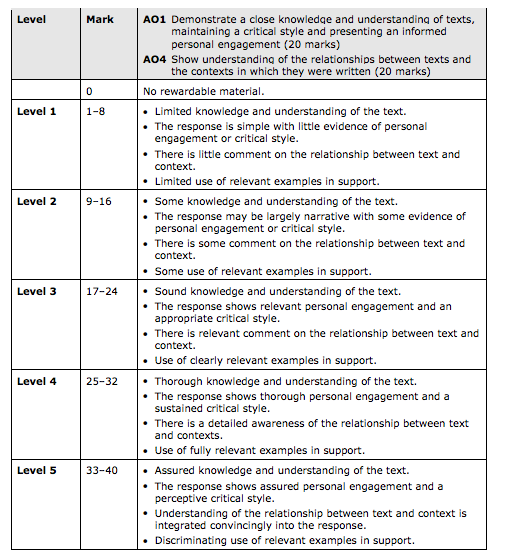 Level Mark AO1 Demonstrate a close knowledge and understanding of texts,
maintaining a critical style and presenting an informed
personal engagement (20 marks)
AO4 Show understanding of the relationships between texts and
the contexts in which they were written (20 marks)
0 No rewardable material.
Level 1 1–8 • Limited knowledge and understanding of the text.
• The response is simple with little evidence of personal
engagement or critical style.
• There is little comment on the relationship between text and
context.
• Limited use of relevant examples in support.
Level 2 9–16 • Some knowledge and understanding of the text.
• The response may be largely narrative with some evidence of
personal engagement or critical style.
• There is some comment on the relationship between text and
context.
• Some use of relevant examples in support.
Level 3 17–24 • Sound knowledge and understanding of the text.
• The response shows relevant personal engagement and an
appropriate critical style.
• There is relevant comment on the relationship between text and
context.
• Use of clearly relevant examples in support.
Level 4 25–32 • Thorough knowledge and understanding of the text.
• The response shows thorough personal engagement and a
sustained critical style.
• There is a detailed awareness of the relationship between text
and contexts.
• Use of fully relevant examples in support.
Level 5 33–40 • Assured knowledge and understanding of the text.
• The response shows assured personal engagement and a
perceptive critical style.
• Understanding of the relationship between text and context is
integrated convincingly into the response.
• Discriminating use of relevant examples in support.